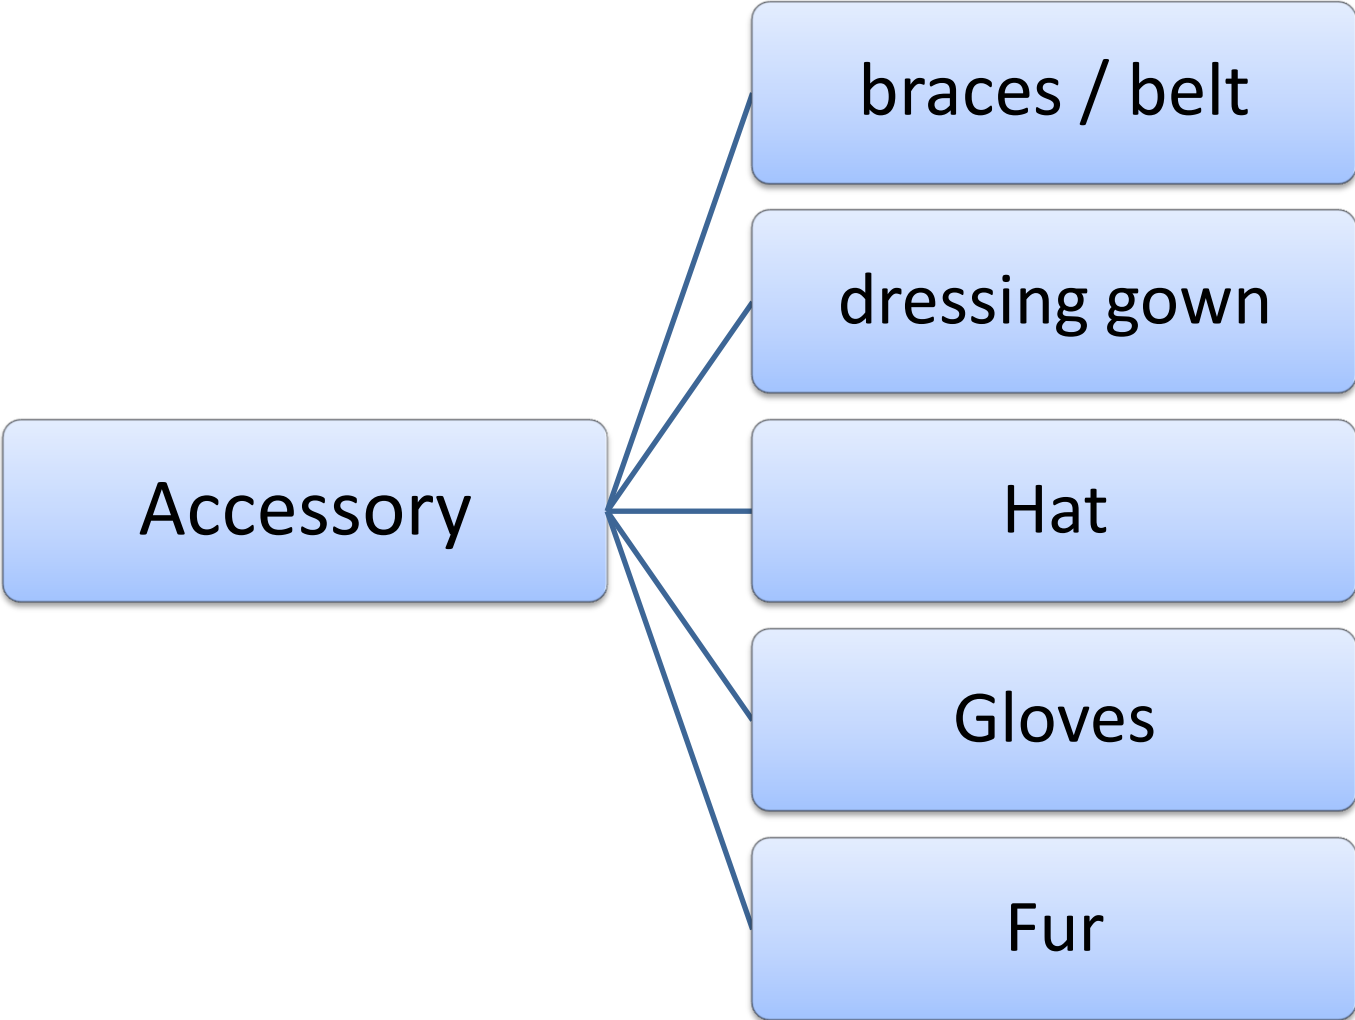 braces / belt
dressing gown
Accessory
Hat
Gloves
Fur